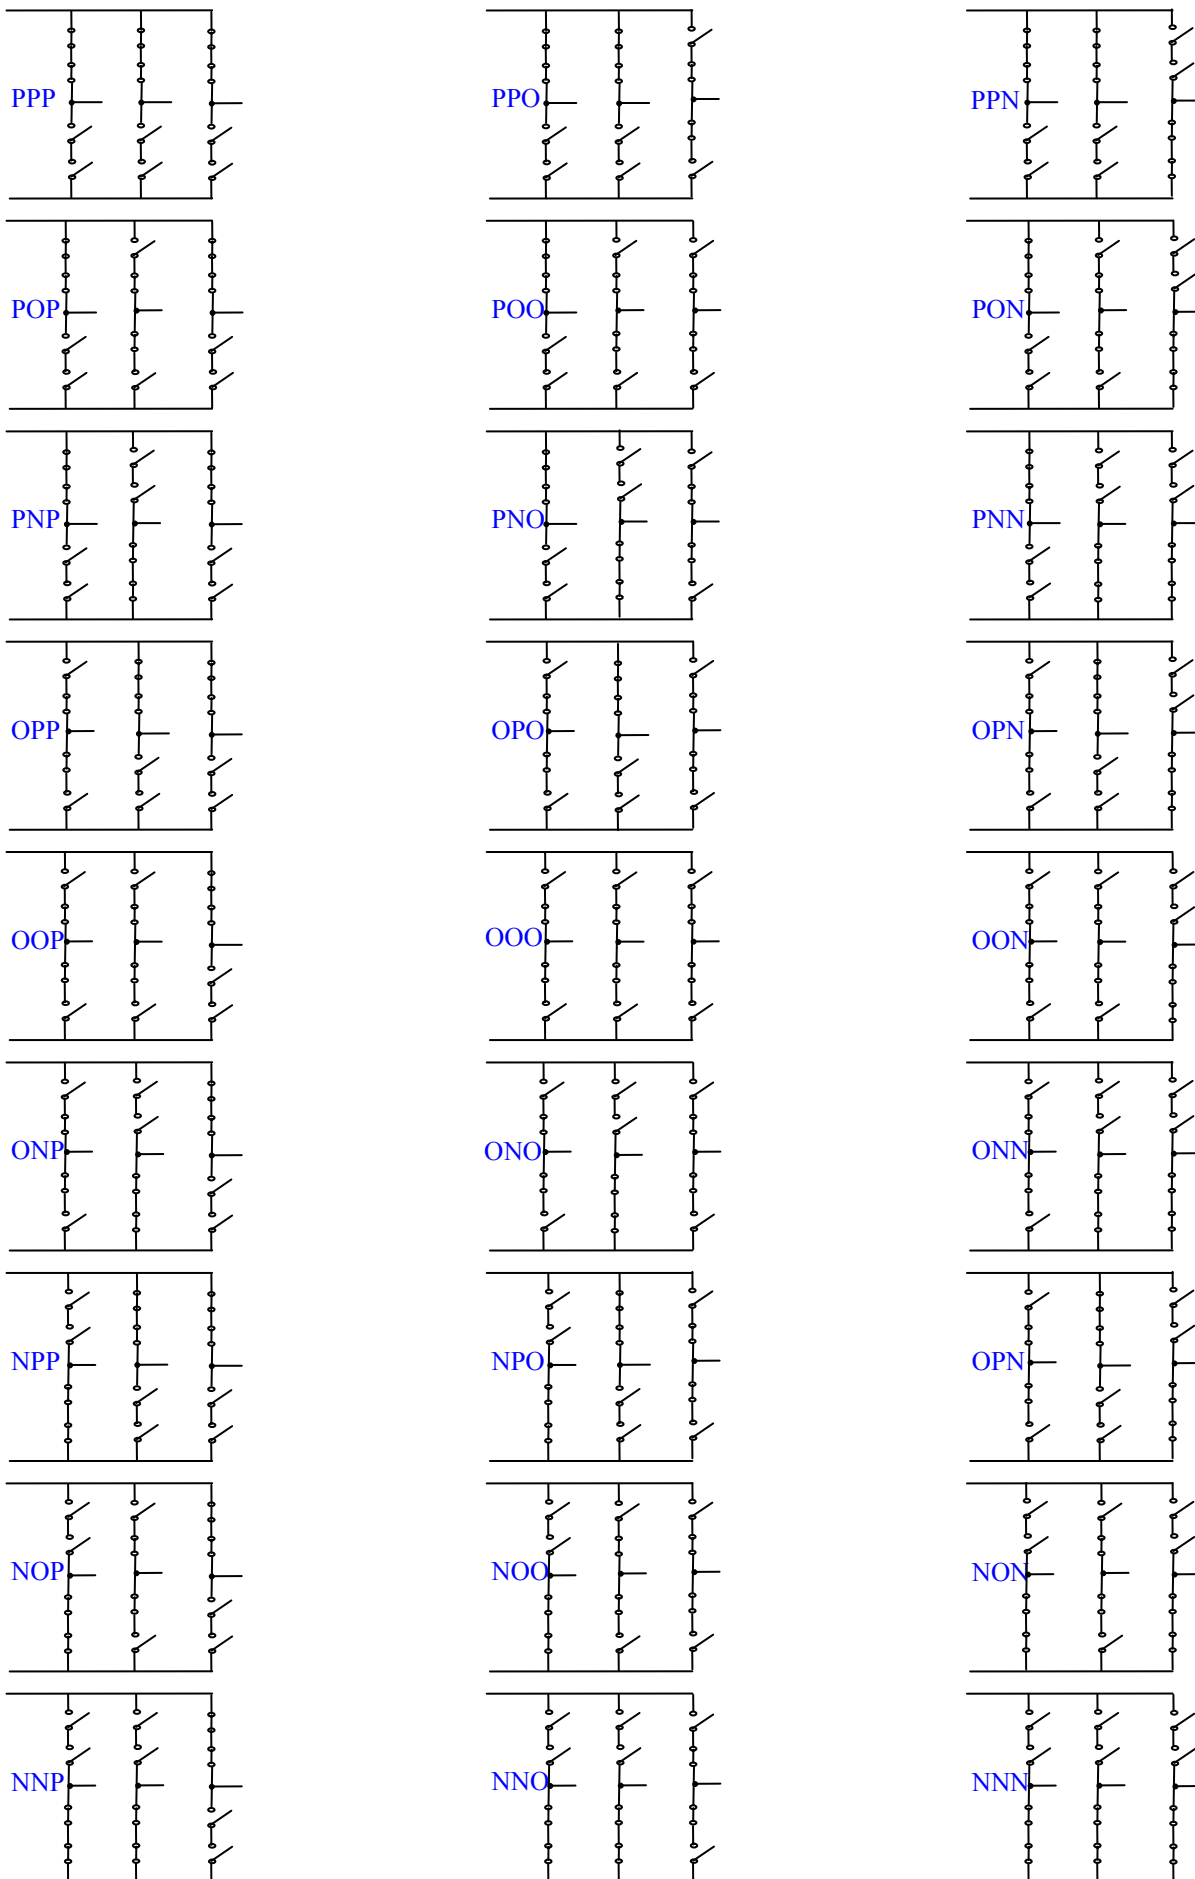 PPP PPO PPN
POP POO PON
PNP PNO PNN
OPP OPO OPN
OOP OOO OON
ONP ONO ONN
NPP NPO OPN
NOP NOO NON
NNP NNO NNN